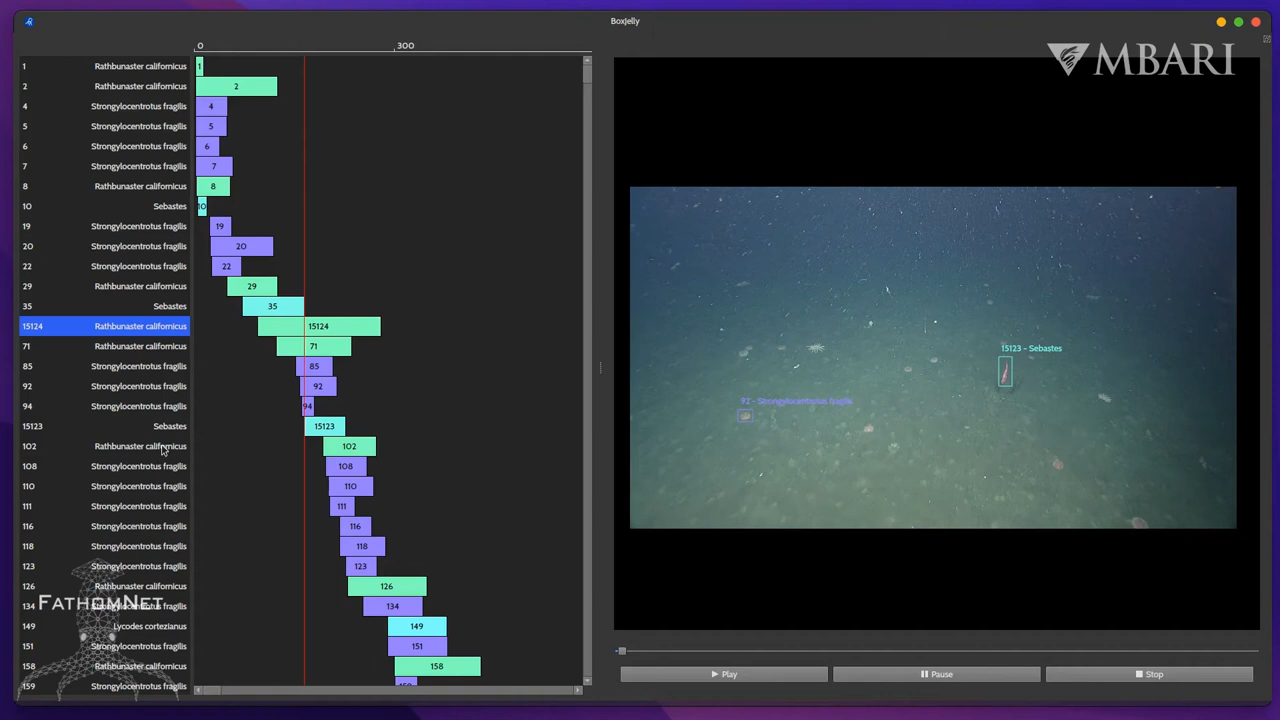 BoxJelly
MBARI
0 300
1 Rathbunaster californicus 1
2 Rathbunaster californicus 2
4 Strongylocentrotus fragilis 4
5 Strongylocentrotus fragilis 5
6 Strongylocentrotus fragilis 6
7 Strongylocentrotus fragilis 7
8 Rathbunaster californicus 8
10 Sebastes 10
19 Strongylocentrotus fragilis 19
20 Strongylocentrotus fragilis 20
22 Strongylocentrotus fragilis 22
29 Rathbunaster californicus 29
35 Sebastes 35
15124 Rathbunaster californicus 15124
71 Rathbunaster californicus 71
85 Strongylocentrotus fragilis 85
92 Strongylocentrotus fragilis 92
94 Strongylocentrotus fragilis 94
15123 Sebastes 15123
102 Rathbunaster californicus 102
108 Strongylocentrotus fragilis 108
110 Strongylocentrotus fragilis 110
111 Strongylocentrotus fragilis 111
116 Strongylocentrotus fragilis 116
118 Strongylocentrotus fragilis 118
123 Strongylocentrotus fragilis 123
126 Rathbunaster californicus 126
134 Strongylocentrotus fragilis 134
149 Lycodes cortezianus 149
151 Strongylocentrotus fragilis 151
158 Rathbunaster californicus 158
159 Strongylocentrotus fragilis
FATHOMNET
15123 - Sebastes
92 - Strongylocentrotus fragilis
Play
Pause
Stop